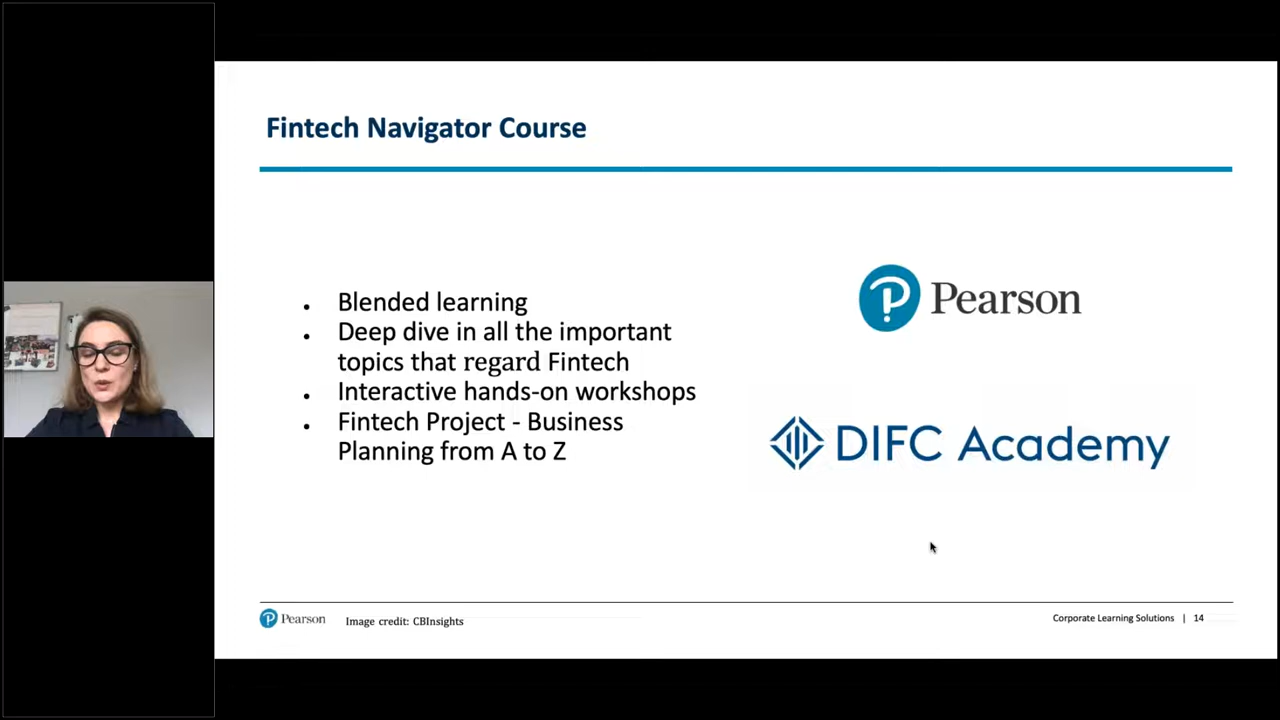 Fintech Navigator Course
• Blended learning
• Deep dive in all the important
topics that regard Fintech
• Interactive hands-on workshops
• Fintech Project - Business
Planning from A to Z
Pearson
DIFC Academy
Pearson
Image credit: CBInsights
Corporate Learning Solutions | 14